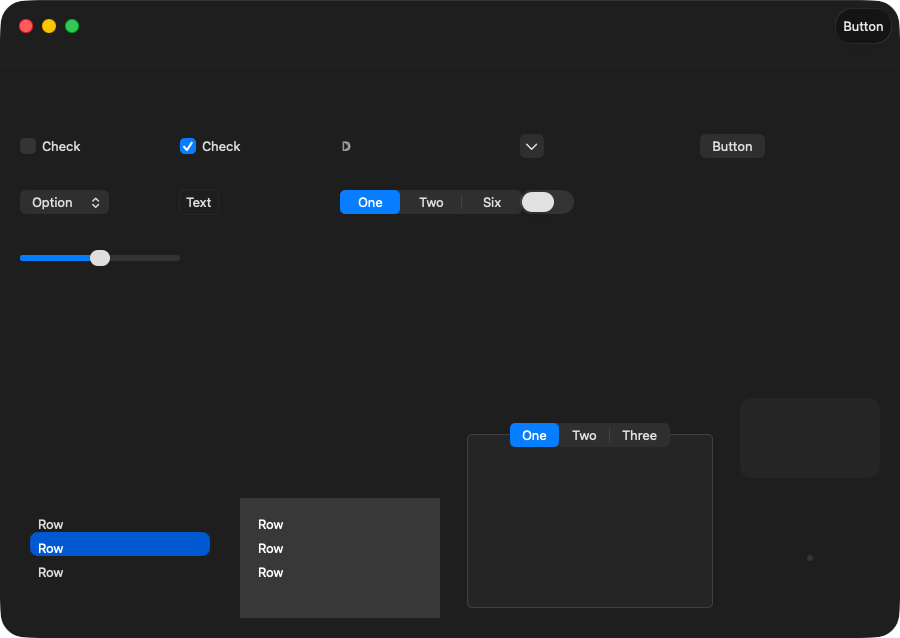 Button
Check
Check
D
Button
Option
Text
One
Two
Six
One
Two
Three
Row
Row
Row
Row
Row
Row